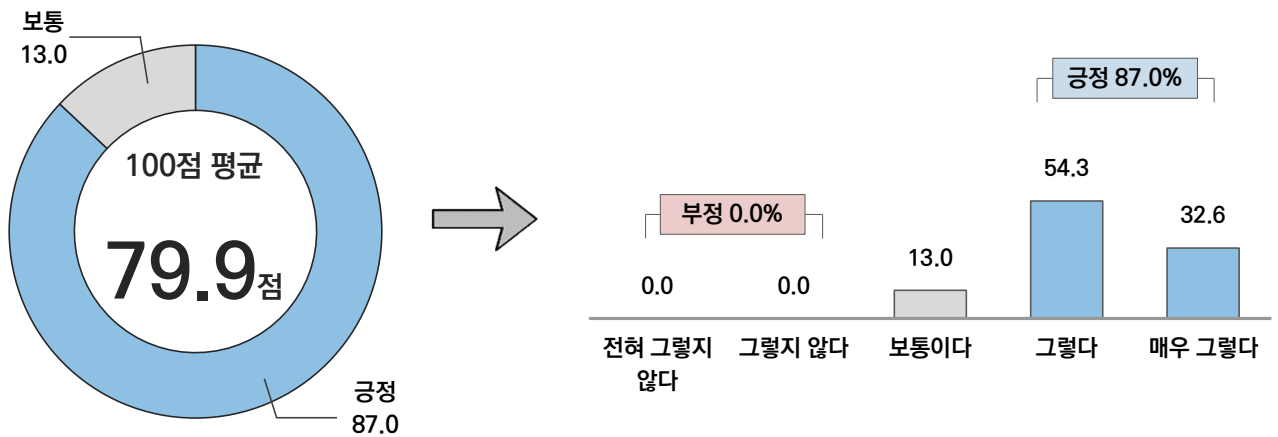 보통
13.0
100점 평균
79.9점
긍정
87.0
긍정 87.0%
부정 0.0%
0.0
0.0
13.0
54.3
32.6
전혀 그렇지
않다
그렇지 않다
보통이다
그렇다
매우 그렇다